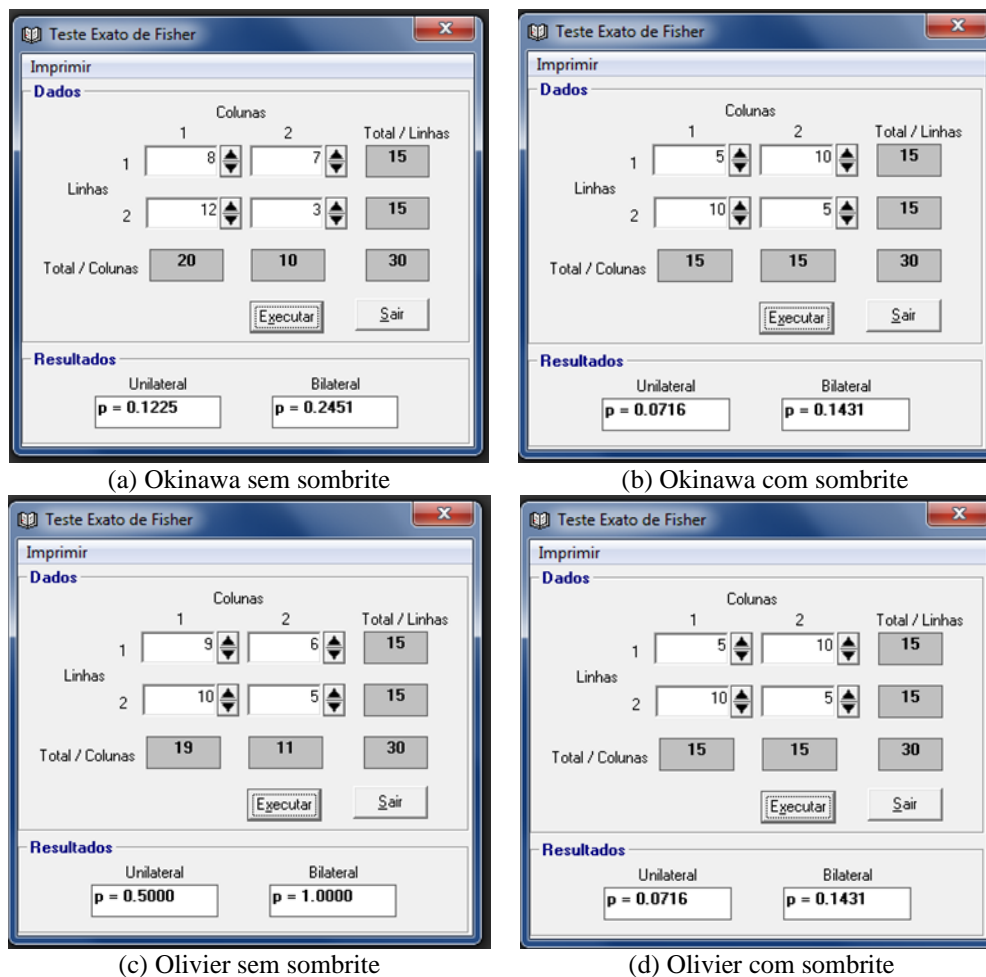 Teste Exato de Fisher
Imprimir
Dados
Colunas
1 2 Total / Linhas
1 8 7 15
Linhas
2 12 3 15
Total / Colunas 20 10 30
Executar Sair
Resultados
Unilateral Bilateral
p = 0.1225 p = 0.2451
(a) Okinawa sem sombrite
Teste Exato de Fisher
Imprimir
Dados
Colunas
1 2 Total / Linhas
1 5 10 15
Linhas
2 10 5 15
Total / Colunas 15 15 30
Executar Sair
Resultados
Unilateral Bilateral
p = 0.0716 p = 0.1431
(b) Okinawa com sombrite
Teste Exato de Fisher
Imprimir
Dados
Colunas
1 2 Total / Linhas
1 9 6 15
Linhas
2 10 5 15
Total / Colunas 19 11 30
Executar Sair
Resultados
Unilateral Bilateral
p = 0.5000 p = 1.0000
(c) Olivier sem sombrite
Teste Exato de Fisher
Imprimir
Dados
Colunas
1 2 Total / Linhas
1 5 10 15
Linhas
2 10 5 15
Total / Colunas 15 15 30
Executar Sair
Resultados
Unilateral Bilateral
p = 0.0716 p = 0.1431
(d) Olivier com sombrite